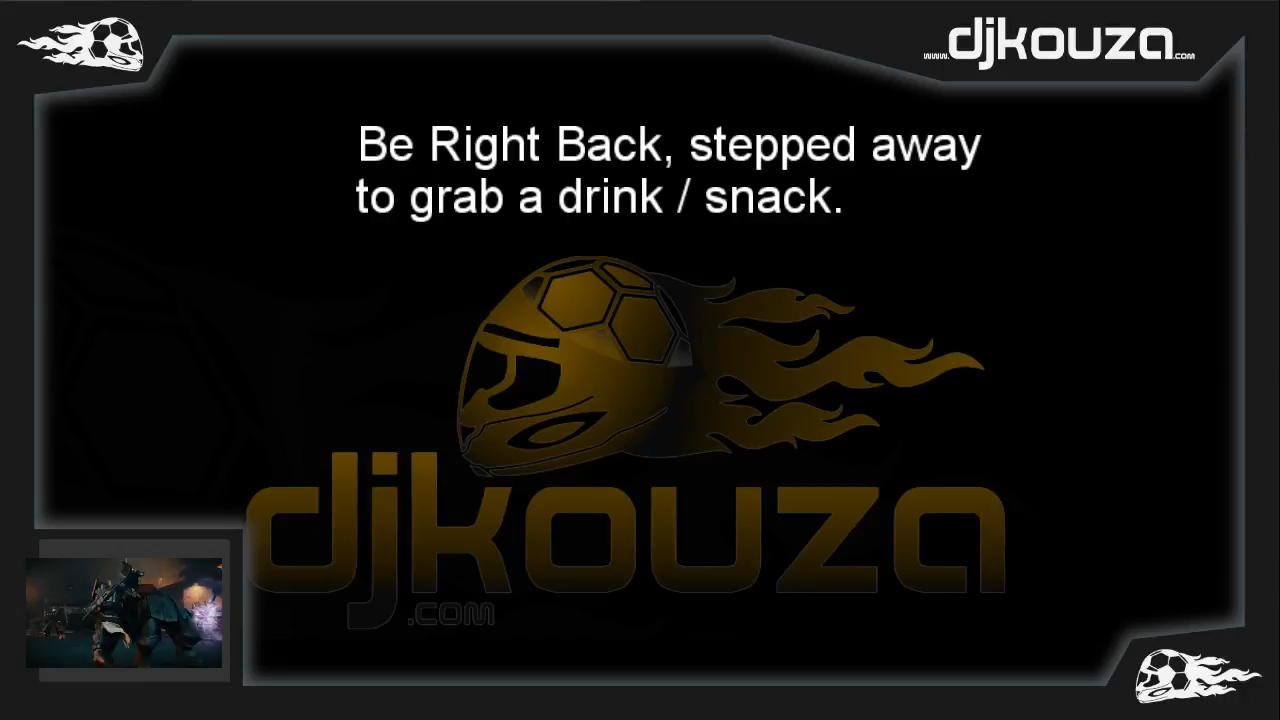 www.djkouza.com
Be Right Back, stepped away
to grab a drink / snack.
djkouza
.com